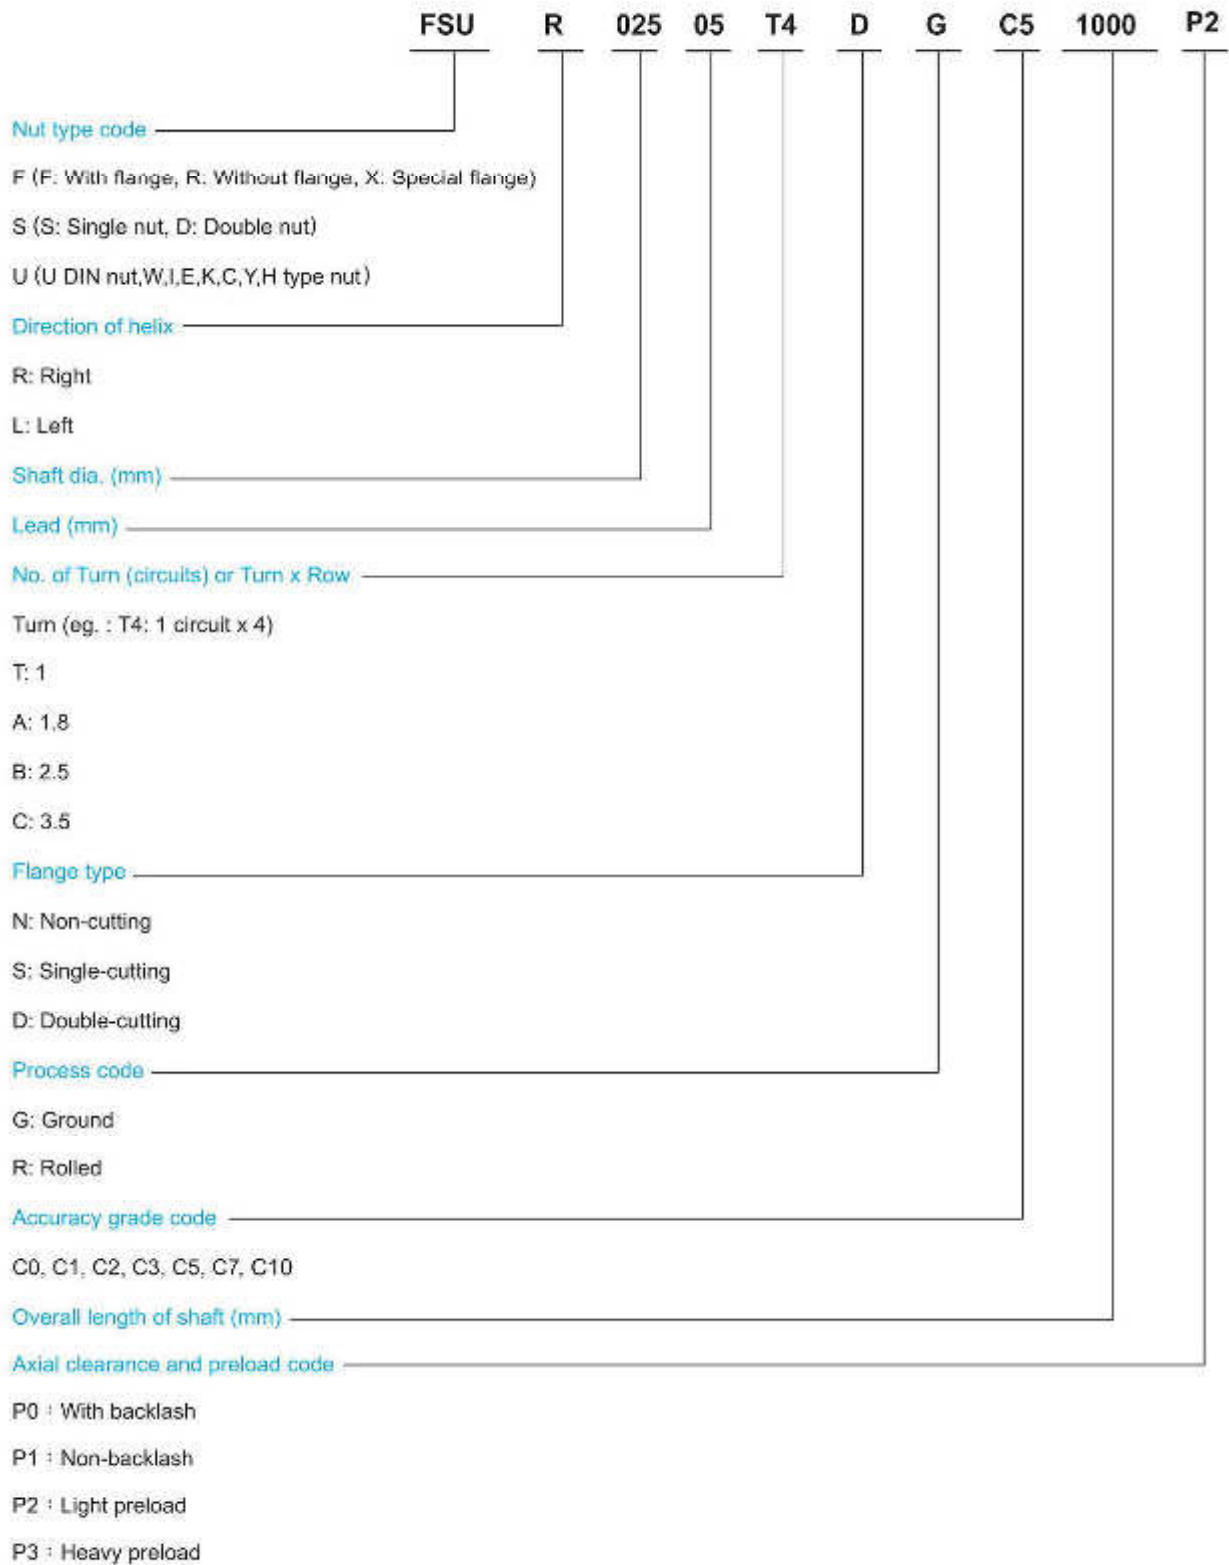 FSU R 025 05 T4 D G C5 1000 P2
Nut type code
F (F: With flange, R: Without flange, X: Special flange)
S (S: Single nut, D: Double nut)
U (U DIN nut,W,I,E,K,C,Y,H type nut)
Direction of helix
R: Right
L: Left
Shaft dia. (mm)
Lead (mm)
No. of Turn (circuits) or Turn x Row
Turn (eg. : T4: 1 circuit x 4)
T: 1
A: 1.8
B: 2.5
C: 3.5
Flange type
N: Non-cutting
S: Single-cutting
D: Double-cutting
Process code
G: Ground
R: Rolled
Accuracy grade code
C0, C1, C2, C3, C5, C7, C10
Overall length of shaft (mm)
Axial clearance and preload code
P0 : With backlash
P1 : Non-backlash
P2 : Light preload
P3 : Heavy preload